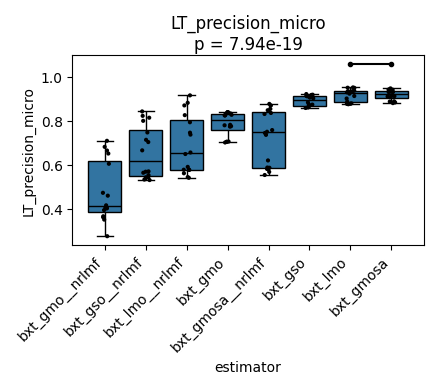 LT_precision_micro
p = 7.94e-19
LT_precision_micro
1.0
0.8
0.6
0.4
bxt_gmo__nrlmf
bxt_gso__nrlmf
bxt_lmo__nrlmf
bxt_gmo
bxt_gmosa__nrlmf
bxt_gso
bxt_lmo
bxt_gmosa
estimator